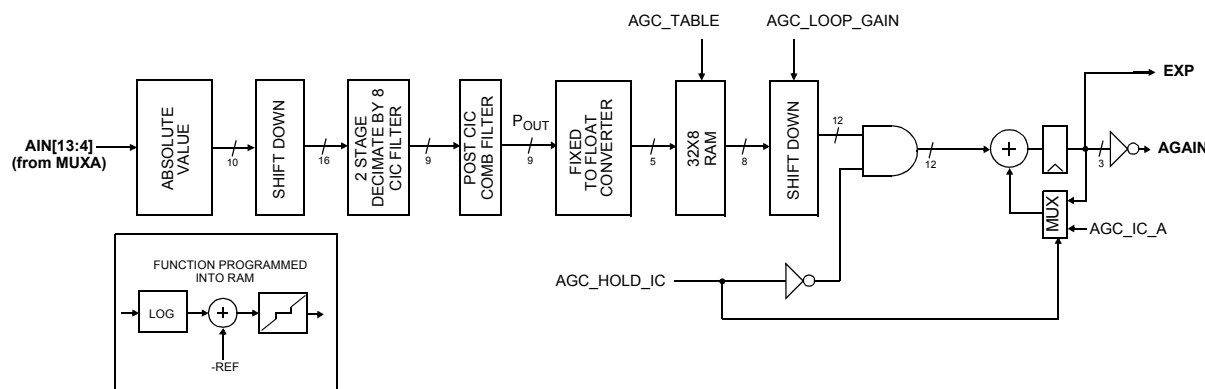 AGC_TABLE
AGC_LOOP_GAIN
AIN[13:4]
(from MUXA)
ABSOLUTE
VALUE
10
SHIFT DOWN
16
2 STAGE
DECIMATE BY 8
CIC FILTER
9
POST CIC
COMB FILTER
POUT
9
FIXED
TO FLOAT
CONVERTER
5
32X8
RAM
8
SHIFT DOWN
12
12
+
EXP
3
AGAIN
MUX
AGC_IC_A
AGC_HOLD_IC
FUNCTION PROGRAMMED
INTO RAM
LOG
+
-REF